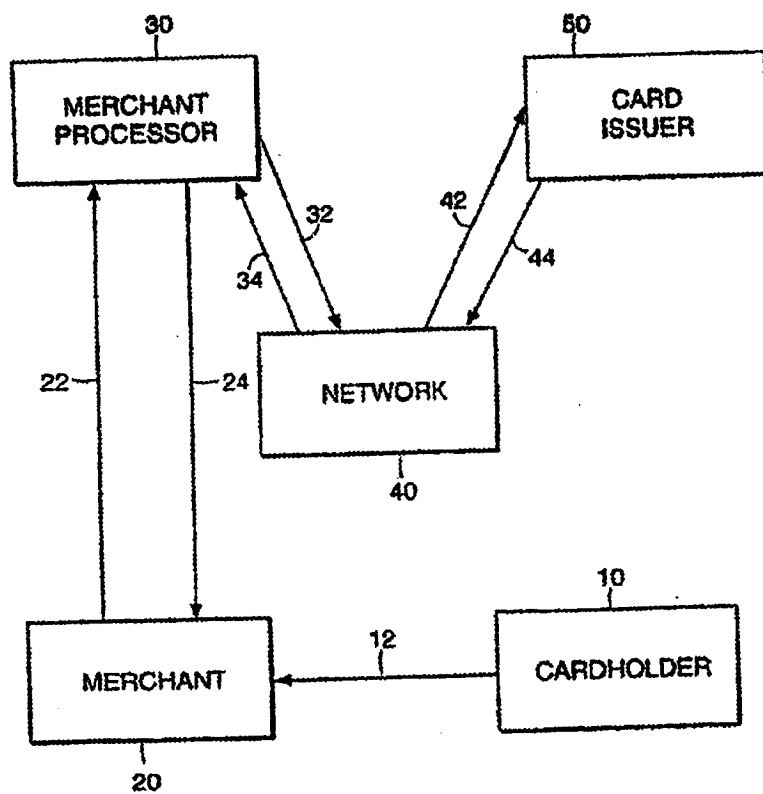 30
MERCHANT
PROCESSOR
50
CARD
ISSUER
32
34
42
44
22
24
NETWORK
40
10
12
MERCHANT
CARDHOLDER
20